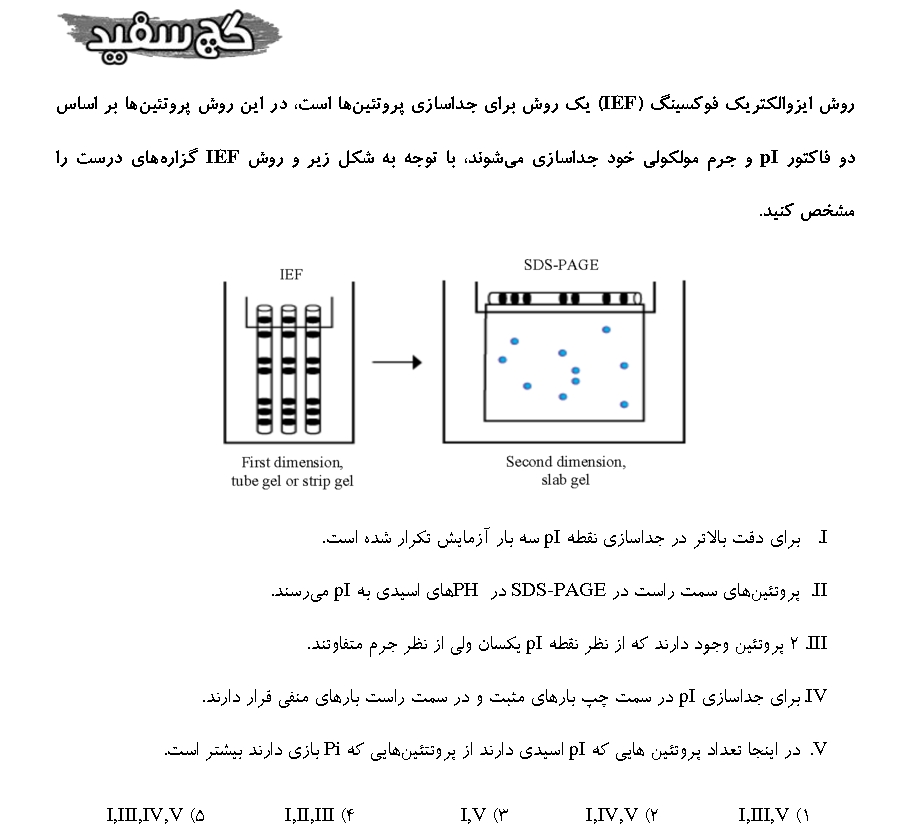 گچ سفید
روش ایزوالکتریک فوکسینگ (IEF) یک روش برای جداسازی پروتئین‌ها است، در این روش پروتئین‌ها بر اساس
دو فاکتور pI و جرم مولکولی خود جداسازی می‌شوند، با توجه به شکل زیر و روش IEF گزاره‌های درست را
مشخص کنید.
IEF
SDS-PAGE
First dimension,
tube gel or strip gel
Second dimension,
slab gel
I. برای دقت بالاتر در جداسازی نقطه pI سه بار آزمایش تکرار شده است.
II. پروتئین‌های سمت راست در SDS-PAGE در PHهای اسیدی به pI می‌رسند.
III. ۲ پروتئین وجود دارند که از نظر نقطه pI یکسان ولی از نظر جرم متفاوتند.
IV. برای جداسازی pI در سمت چپ بارهای مثبت و در سمت راست بارهای منفی قرار دارند.
V. در اینجا تعداد پروتئین هایی که pI اسیدی دارند از پروتتئین‌هایی که Pi بازی دارند بیشتر است.
۱) I,III,V ۲) I,IV,V ۳) I,V ۴) I,II,III ۵) I,III,IV,V